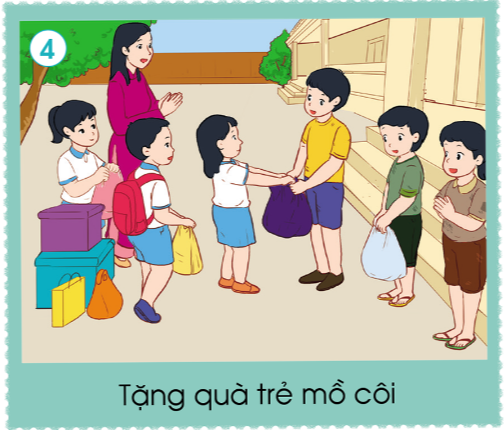 4
Tặng quà trẻ mồ côi